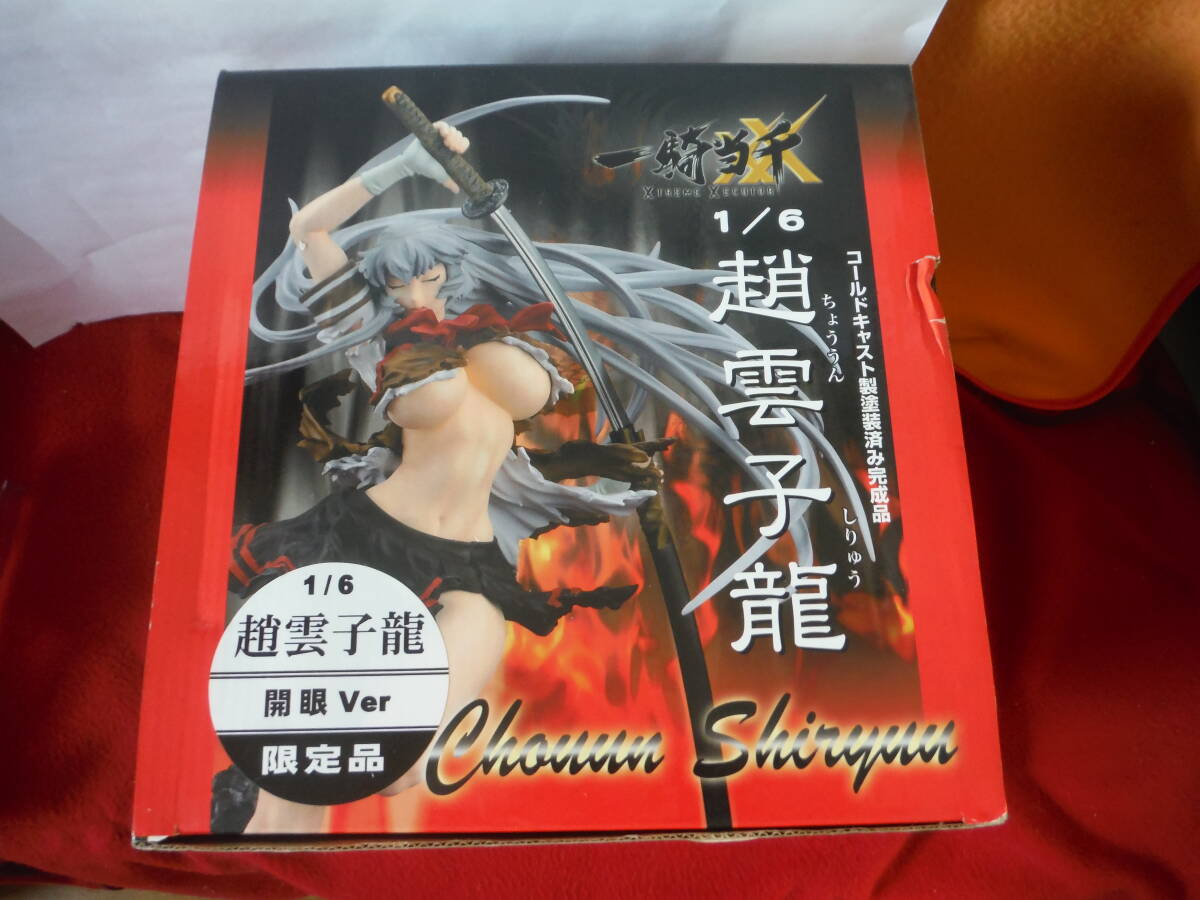 一騎当千 XX
XTREME XECUTOR
1/6
趙雲子龍
ちょううん
しりゅう
コールドキャスト製塗装済み完成品
1/6
趙雲子龍
開眼 Ver
限定品
Chouun Shiryuu